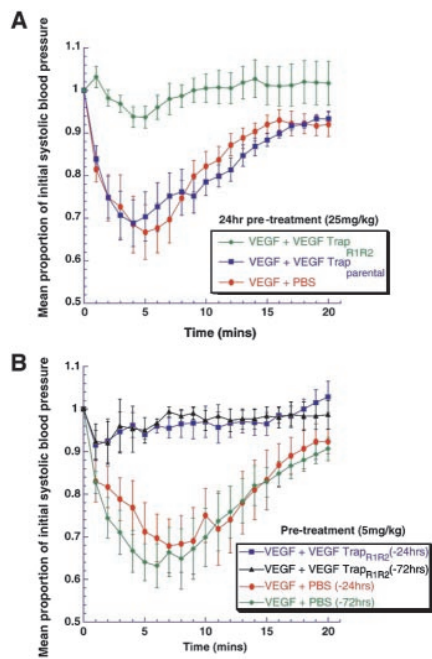 A
Mean proportion of initial systolic blood pressure
1.1
1
0.9
0.8
0.7
0.6
0.5
24hr pre-treatment (25mg/kg)
VEGF + VEGF Trap R1R2
VEGF + VEGF Trap parental
VEGF + PBS
0
5
10
15
20
Time (mins)
B
Mean proportion of initial systolic blood pressure
1.1
1
0.9
0.8
0.7
0.6
0.5
Pre-treatment (5mg/kg)
VEGF + VEGF TrapR1R2(-24hrs)
VEGF + VEGF TrapR1R2(-72hrs)
VEGF + PBS (-24hrs)
VEGF + PBS (-72hrs)
0
5
10
15
20
Time (mins)